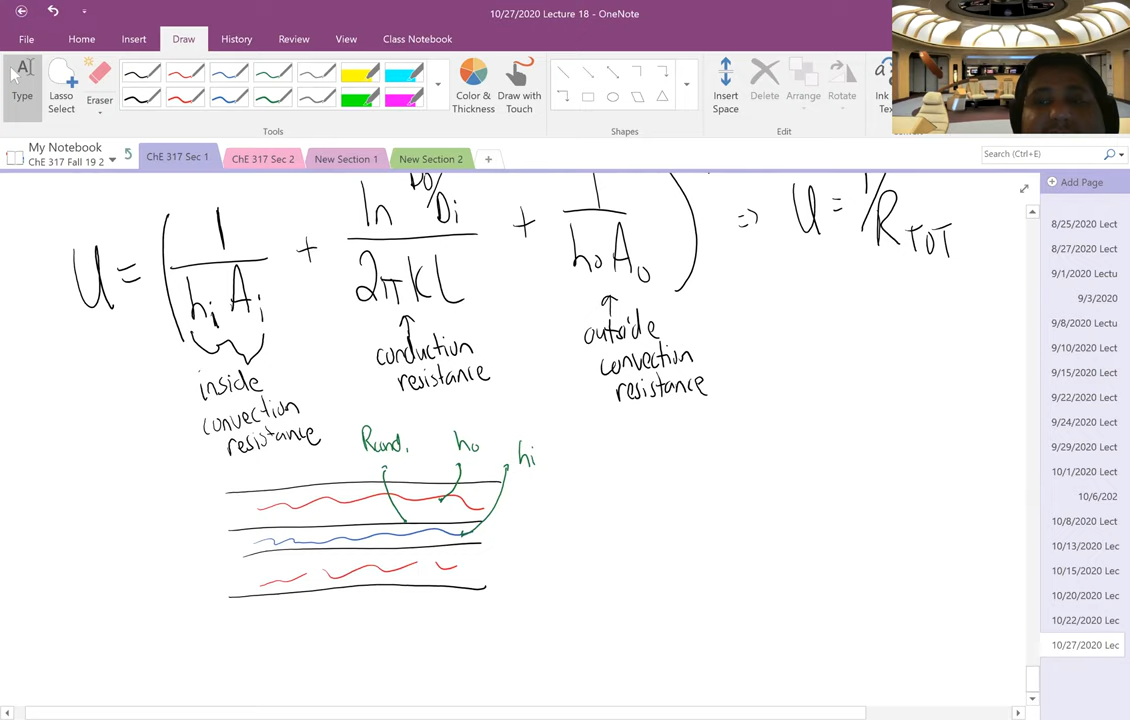 10/27/2020 Lecture 18 - OneNote
File Home Insert Draw History Review View Class Notebook
Type
Lasso Select
Eraser
Color & Thickness
Draw with Touch
Insert Space
Delete
Arrange
Rotate
Ink
Tex
Tools
Shapes
Edit
My Notebook
ChE 317 Fall 19 2
ChE 317 Sec 1
ChE 317 Sec 2
New Section 1
New Section 2
Search (Ctrl+E)
Add Page
8/25/2020 Lect
8/27/2020 Lect
9/1/2020 Lectu
9/3/2020
9/8/2020 Lectu
9/10/2020 Lect
9/15/2020 Lect
9/22/2020 Lect
9/24/2020 Lect
9/29/2020 Lect
10/1/2020 Lect
10/6/202
10/8/2020 Lect
10/13/2020 Lec
10/15/2020 Lec
10/20/2020 Lec
10/22/2020 Lec
10/27/2020 Lec
U = ( 1/(hi Ai) + ln Do/Di / 2πkL + 1/(ho Ao) ) => U = 1/R TOT
inside
convection
resistance
conduction
resistance
outside
convection
resistance
Rcond.
ho
hi